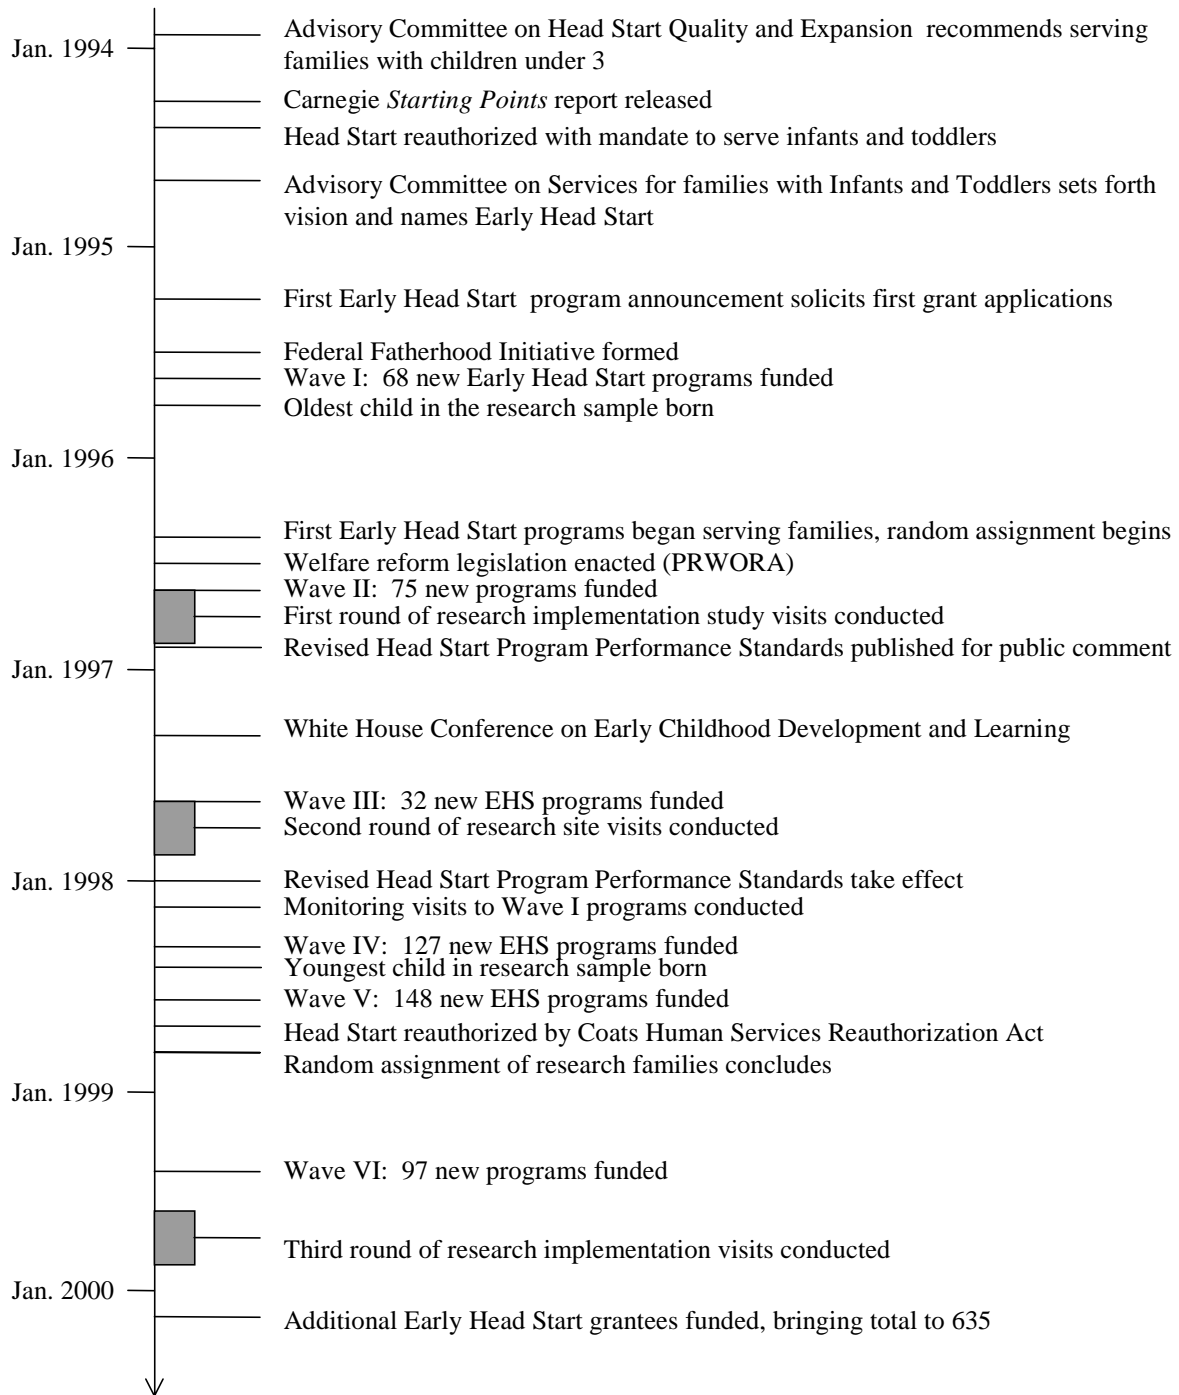 Jan. 1994
Advisory Committee on Head Start Quality and Expansion recommends serving
families with children under 3
Carnegie Starting Points report released
Head Start reauthorized with mandate to serve infants and toddlers
Advisory Committee on Services for families with Infants and Toddlers sets forth
vision and names Early Head Start
Jan. 1995
First Early Head Start program announcement solicits first grant applications
Federal Fatherhood Initiative formed
Wave I: 68 new Early Head Start programs funded
Oldest child in the research sample born
Jan. 1996
First Early Head Start programs began serving families, random assignment begins
Welfare reform legislation enacted (PRWORA)
Wave II: 75 new programs funded
First round of research implementation study visits conducted
Revised Head Start Program Performance Standards published for public comment
Jan. 1997
White House Conference on Early Childhood Development and Learning
Wave III: 32 new EHS programs funded
Second round of research site visits conducted
Jan. 1998
Revised Head Start Program Performance Standards take effect
Monitoring visits to Wave I programs conducted
Wave IV: 127 new EHS programs funded
Youngest child in research sample born
Wave V: 148 new EHS programs funded
Head Start reauthorized by Coats Human Services Reauthorization Act
Random assignment of research families concludes
Jan. 1999
Wave VI: 97 new programs funded
Third round of research implementation visits conducted
Jan. 2000
Additional Early Head Start grantees funded, bringing total to 635